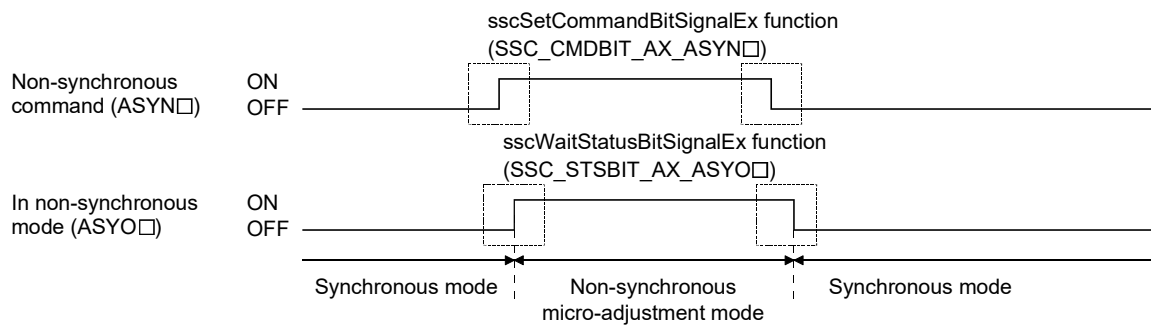 sscSetCommandBitSignalEx function
(SSC_CMDBIT_AX_ASYN□)
Non-synchronous
command (ASYN□)
ON
OFF
sscWaitStatusBitSignalEx function
(SSC_STSBIT_AX_ASYO□)
In non-synchronous
mode (ASYO□)
ON
OFF
Synchronous mode
Non-synchronous
micro-adjustment mode
Synchronous mode